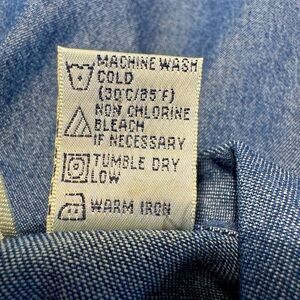 MACHINE WASH
COLD
(30°C/85°F)
NON CHLORINE
BLEACH
IF NECESSARY
TUMBLE DRY
LOW
WARM IRON